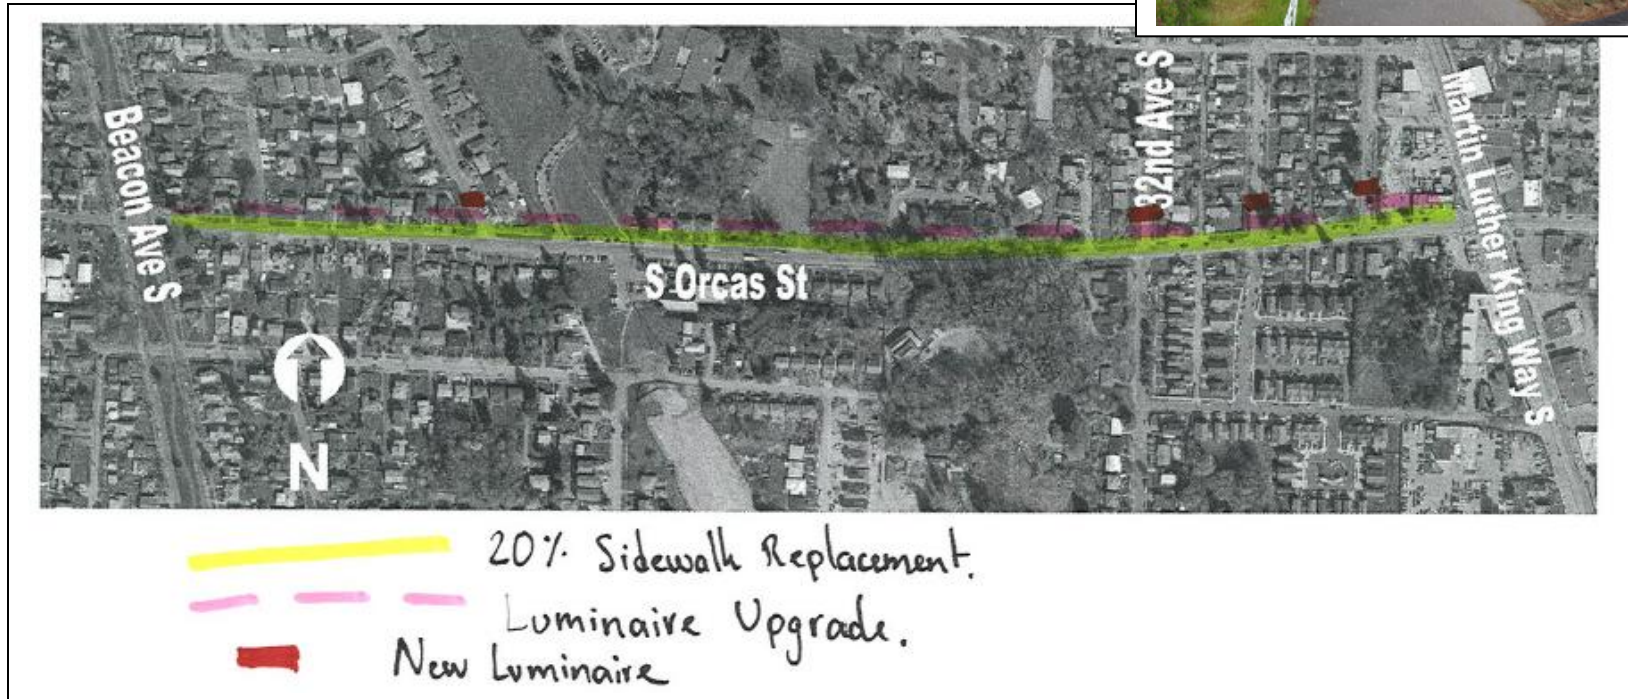 Beacon Ave S
32nd Ave S
Martin Luther King Way S
S Orcas St
N
20% Sidewalk Replacement.
Luminaire Upgrade.
New Luminaire